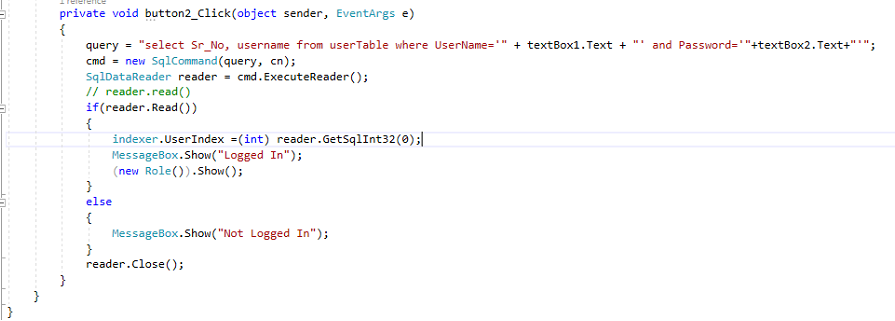 1 reference
private void button2_Click(object sender, EventArgs e)
{
query = "select Sr_No, username from userTable where UserName='" + textBox1.Text + "' and Password='"+textBox2.Text+"'";
cmd = new SqlCommand(query, cn);
SqlDataReader reader = cmd.ExecuteReader();
// reader.read()
if(reader.Read())
{
indexer.UserIndex =(int) reader.GetSqlInt32(0);
MessageBox.Show("Logged In");
(new Role()).Show();
}
else
{
MessageBox.Show("Not Logged In");
}
reader.Close();
}
}
}